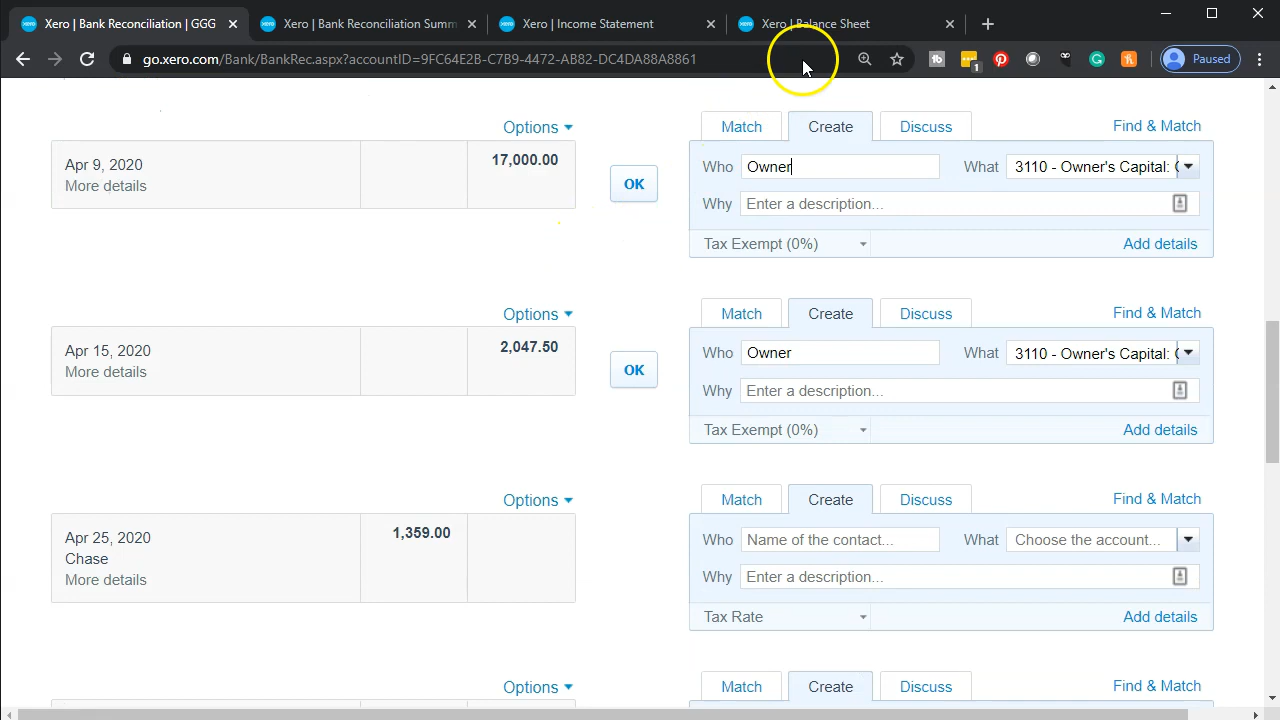 Xero | Bank Reconciliation | GGG
Xero | Bank Reconciliation Summ
Xero | Income Statement
Xero | Balance Sheet
go.xero.com/Bank/BankRec.aspx?accountID=9FC64E2B-C7B9-4472-AB82-DC4DA88A8861
1
Paused
Options
Match
Create
Discuss
Find & Match
Apr 9, 2020
More details
17,000.00
OK
Who Owner What 3110 - Owner's Capital:
Why Enter a description...
Tax Exempt (0%)
Add details
Options
Match
Create
Discuss
Find & Match
Apr 15, 2020
More details
2,047.50
OK
Who Owner What 3110 - Owner's Capital:
Why Enter a description...
Tax Exempt (0%)
Add details
Options
Match
Create
Discuss
Find & Match
Apr 25, 2020
Chase
More details
1,359.00
Who Name of the contact... What Choose the account...
Why Enter a description...
Tax Rate
Add details
Options
Match
Create
Discuss
Find & Match